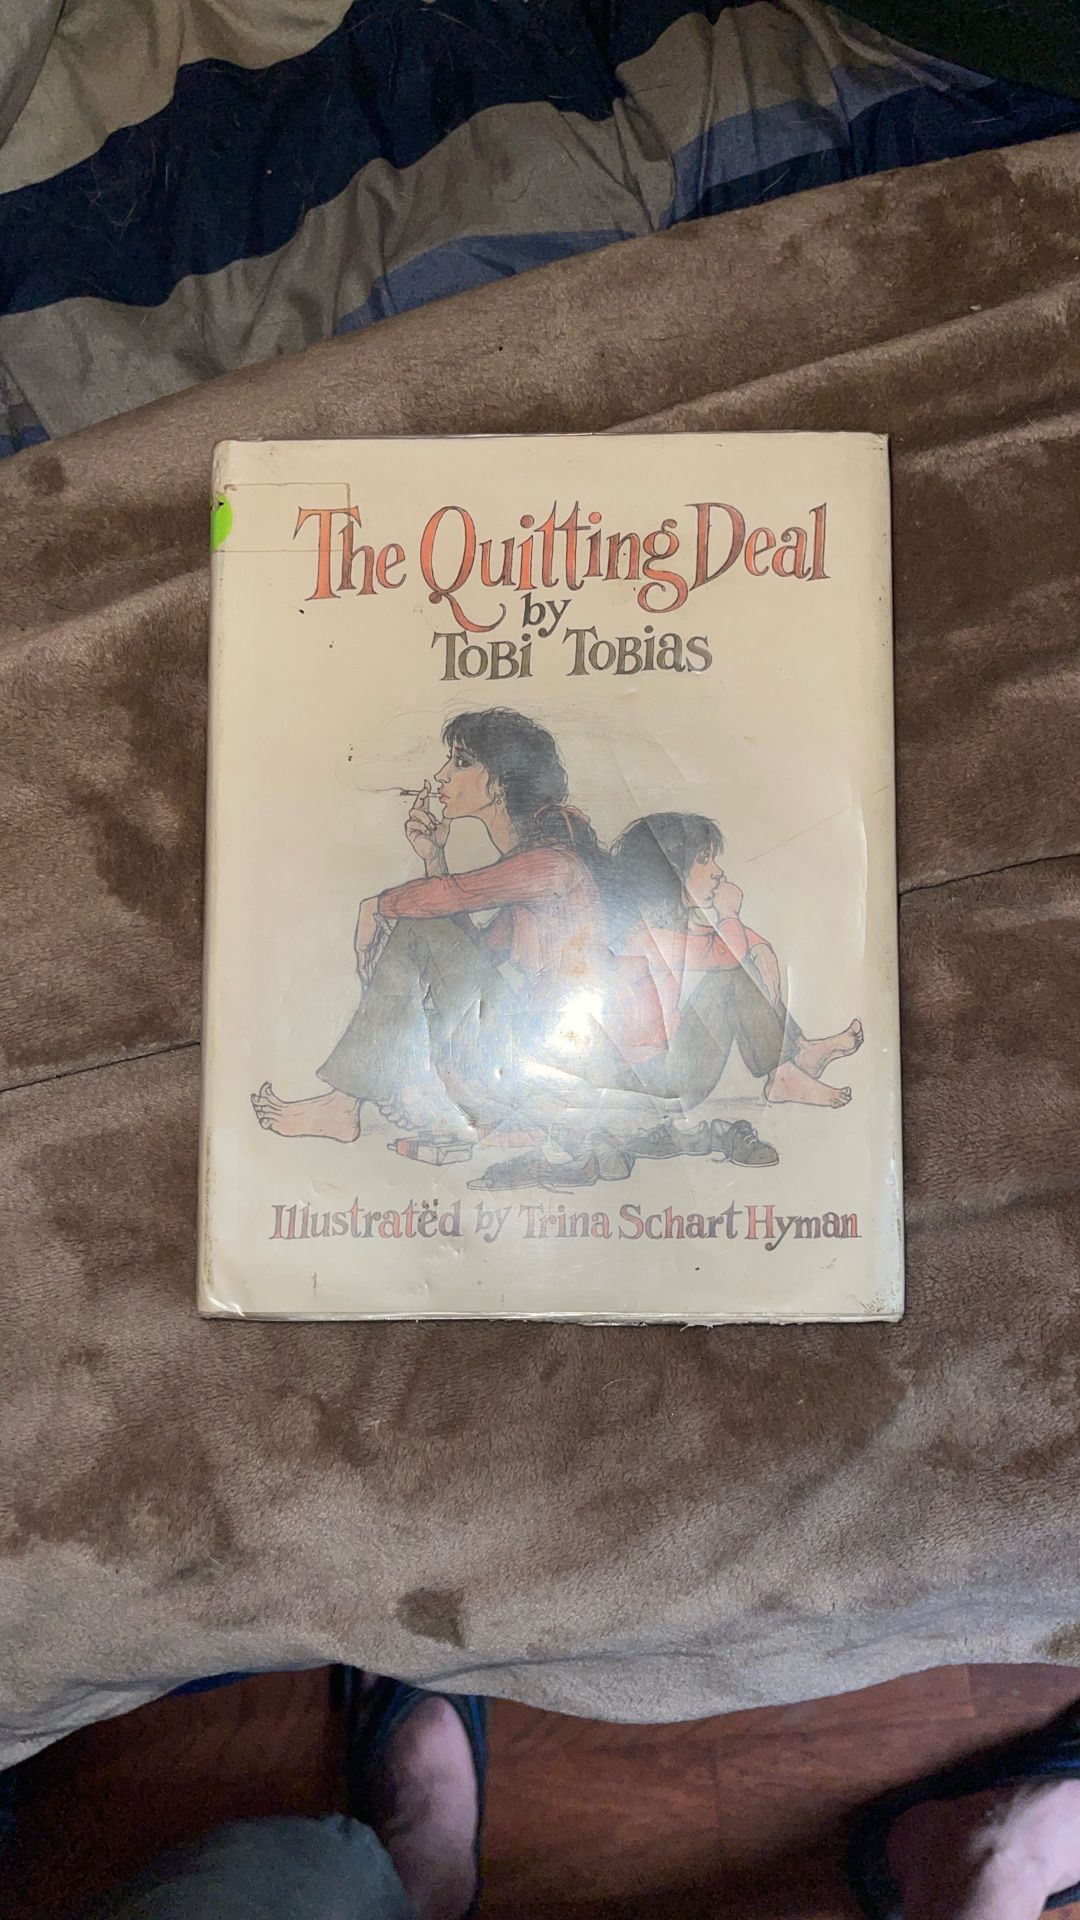 The Quitting Deal
by
Tobi Tobias
Illustrated by Trina Schart Hyman